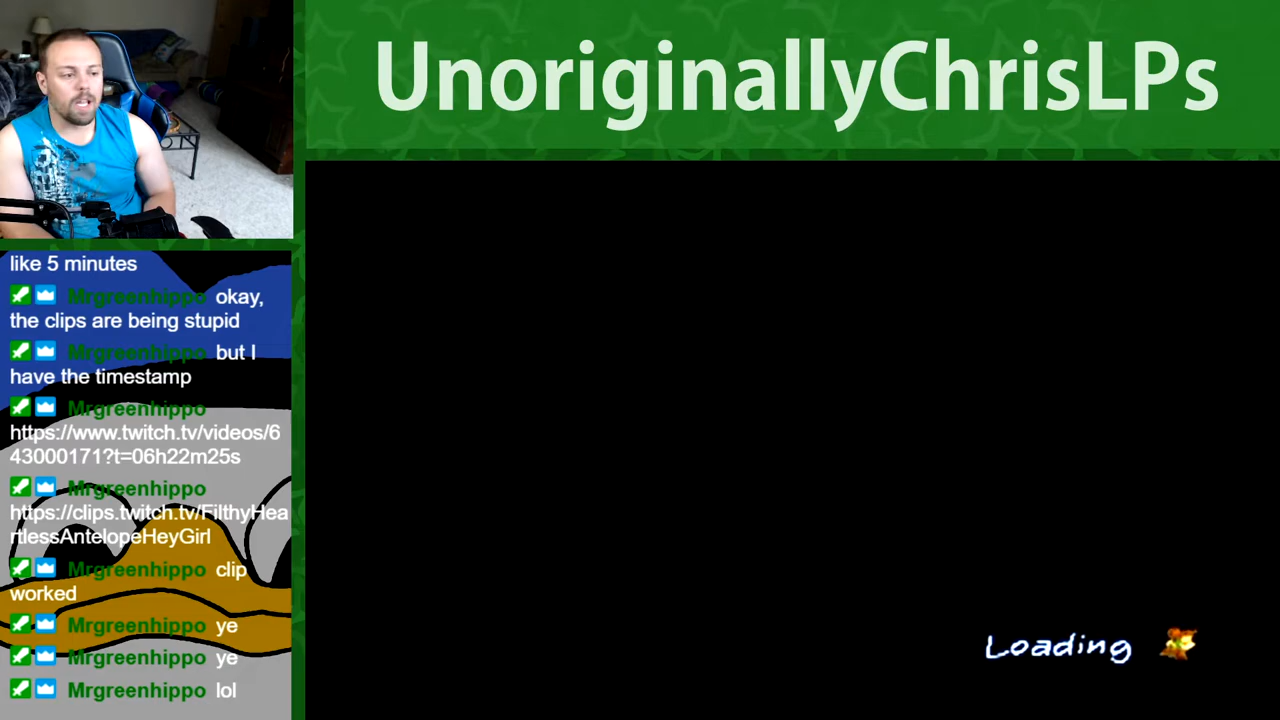 UnoriginallyChrisLPs
like 5 minutes
Mrgreenhippo okay,
the clips are being stupid
Mrgreenhippo but I
have the timestamp
Mrgreenhippo
https://www.twitch.tv/videos/6
43000171?t=06h22m25s
Mrgreenhippo
https://clips.twitch.tv/FilthyHea
rtlessAntelopeHeyGirl
Mrgreenhippo clip
worked
Mrgreenhippo ye
Mrgreenhippo ye
Mrgreenhippo lol
Loading